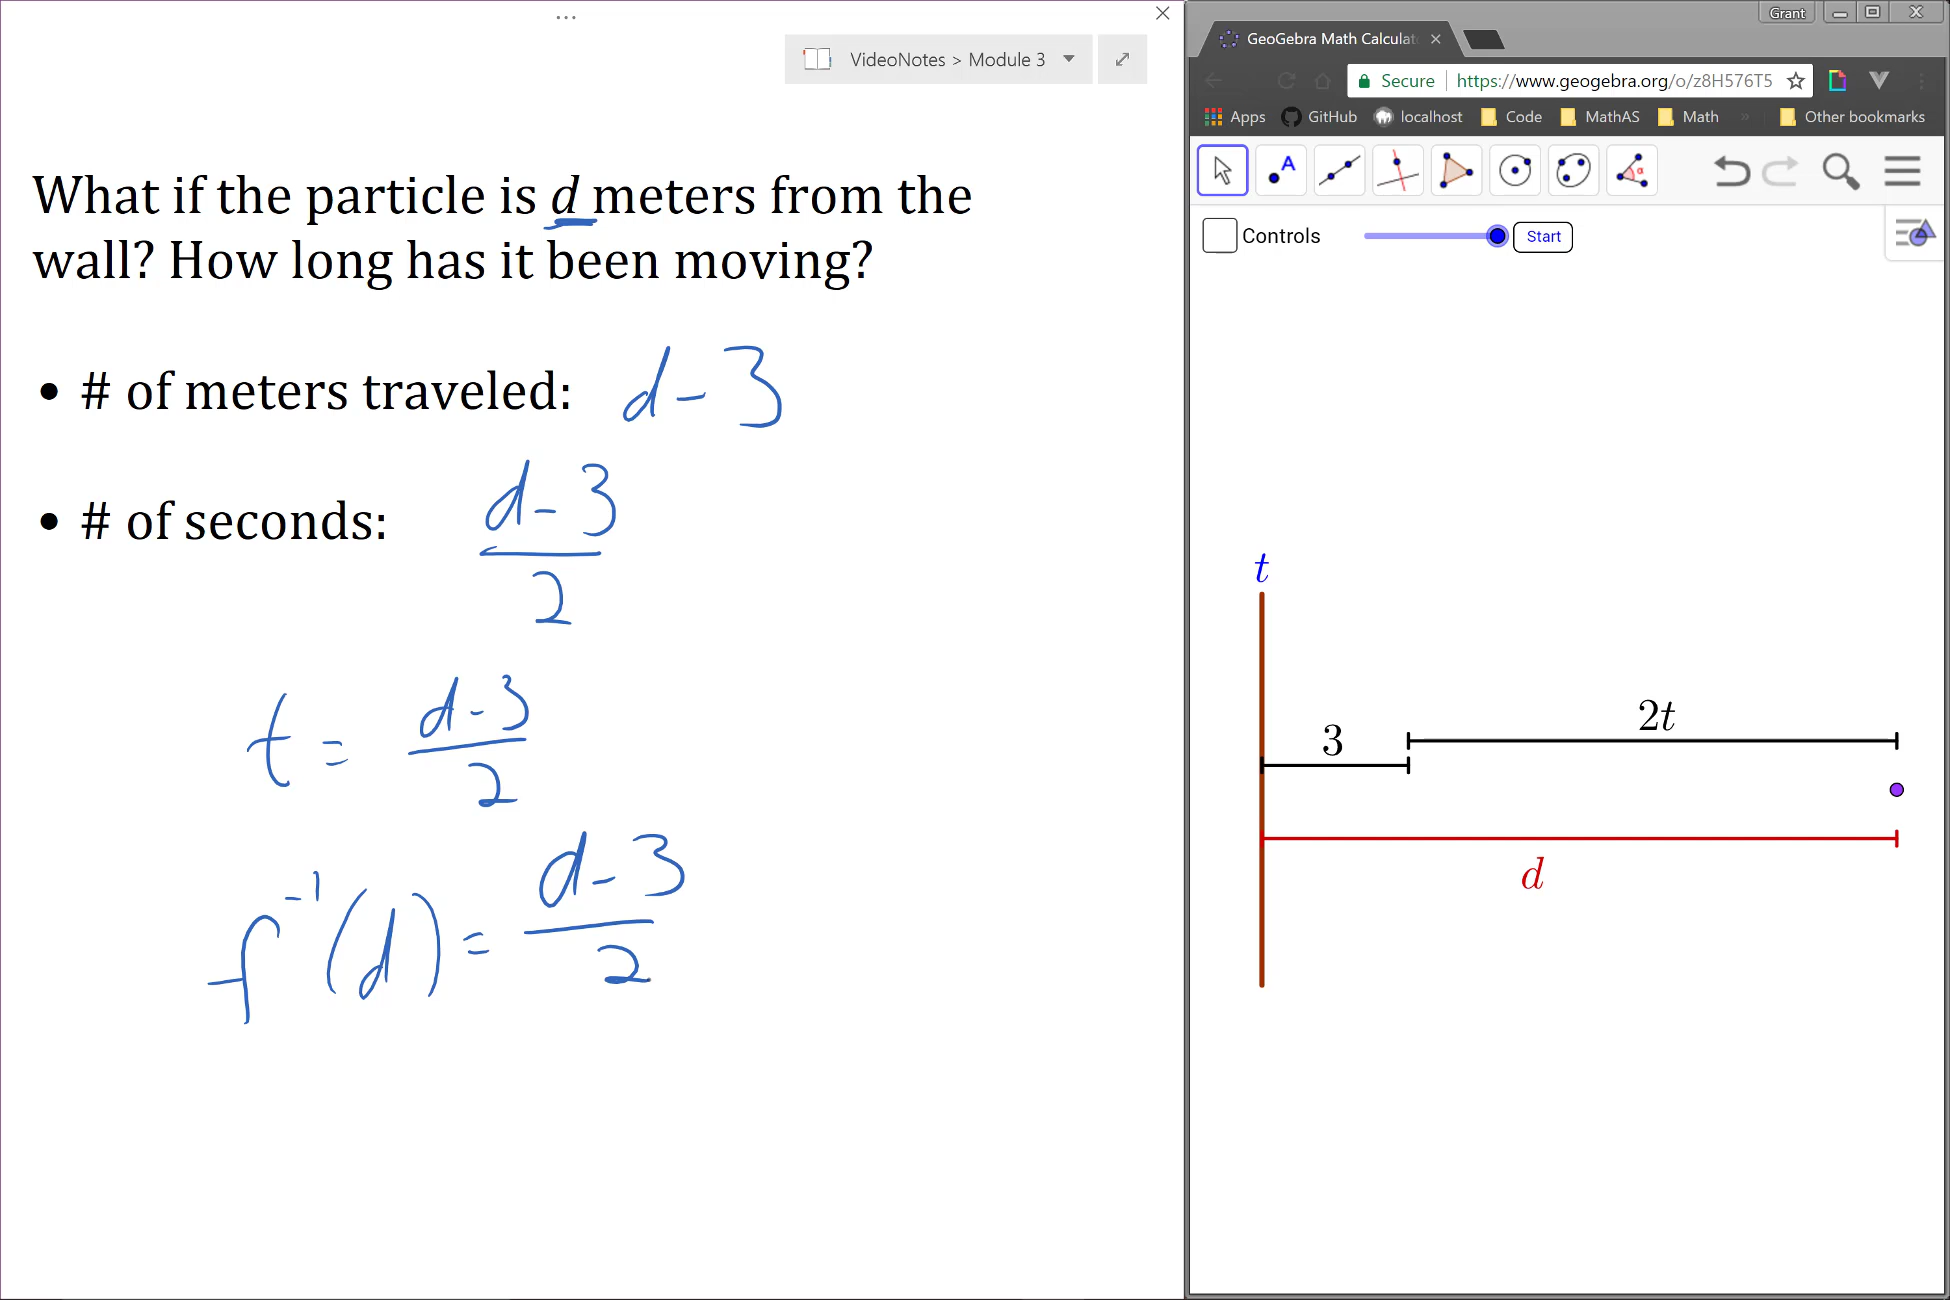 ...
VideoNotes > Module 3
What if the particle is d meters from the
wall? How long has it been moving?
• # of meters traveled: d - 3
• # of seconds: d - 3
2
t = d - 3
2
f⁻¹(d) = d - 3
2
Grant
GeoGebra Math Calculat
Secure https://www.geogebra.org/o/z8H576T5
Apps GitHub localhost Code MathAS Math » Other bookmarks
A
α
Controls Start
t
2t
3
d